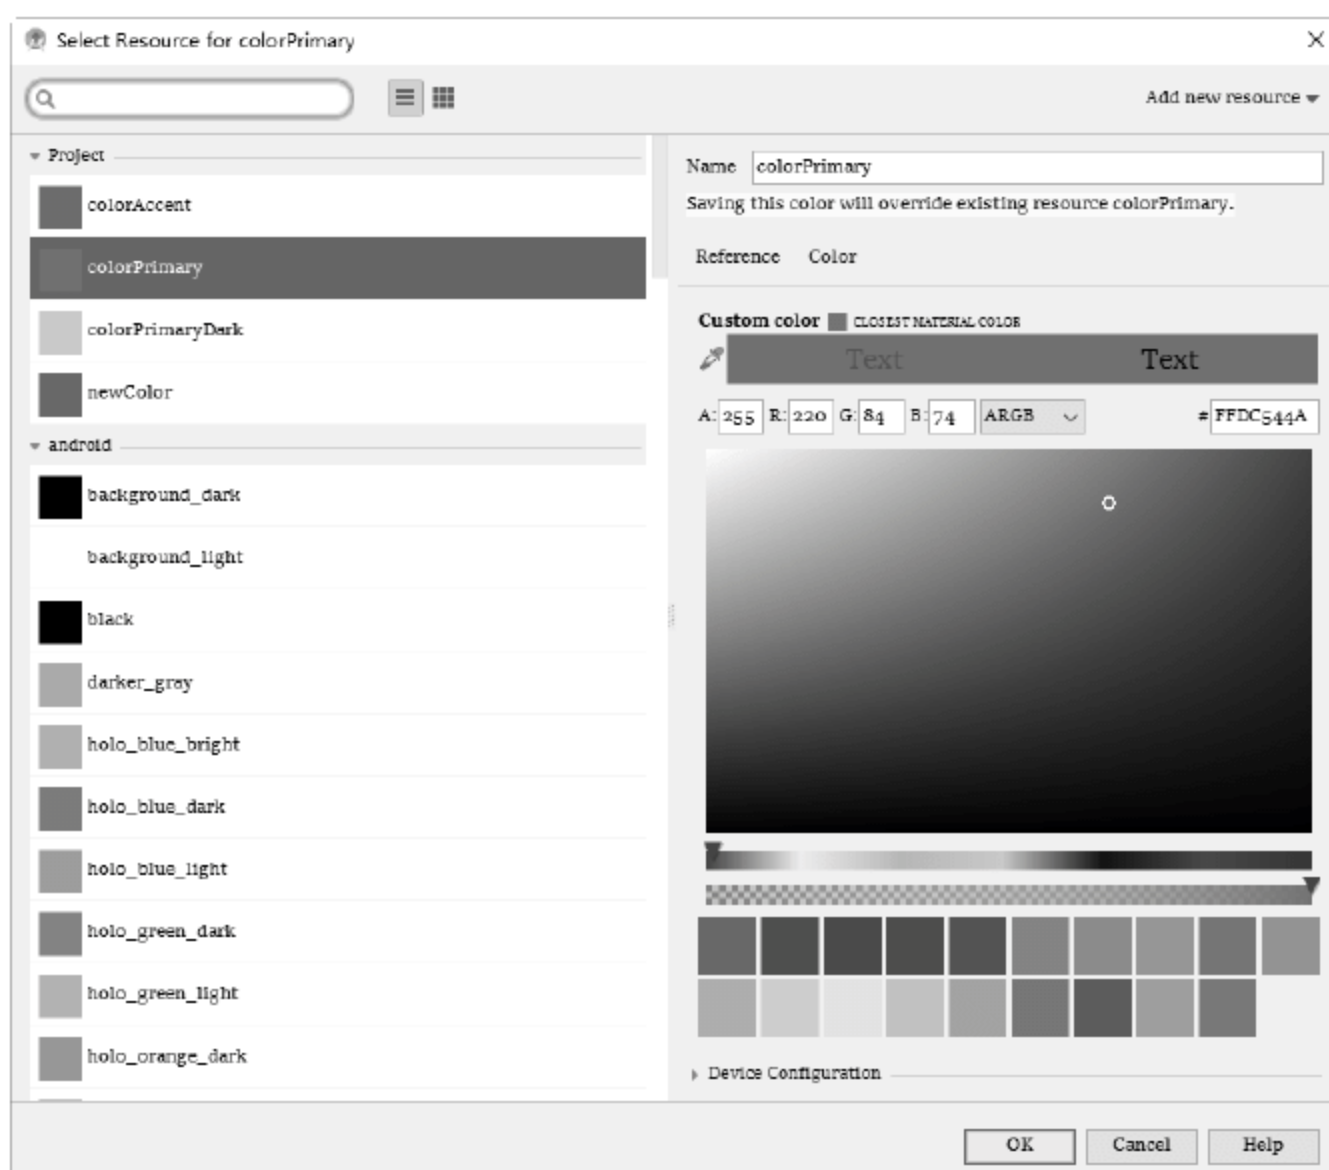 Select Resource for colorPrimary
Add new resource
Project
colorAccent
colorPrimary
colorPrimaryDark
newColor
android
background_dark
background_light
black
darker_gray
holo_blue_bright
holo_blue_dark
holo_blue_light
holo_green_dark
holo_green_light
holo_orange_dark
Name colorPrimary
Saving this color will override existing resource colorPrimary.
Reference Color
Custom color CLOSEST MATERIAL COLOR
Text Text
A: 255 R: 220 G: 84 B: 74 ARGB # FFDC544A
Device Configuration
OK Cancel Help